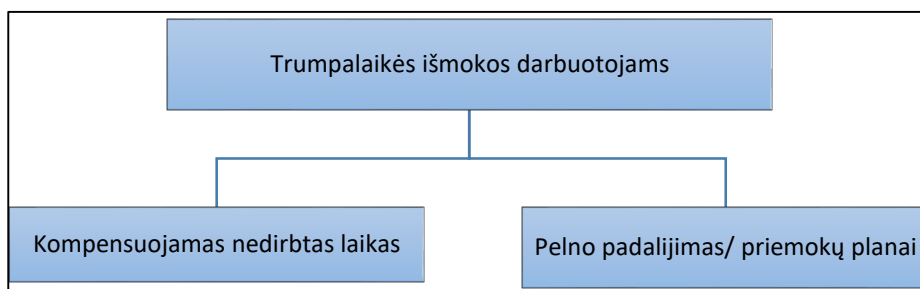 Trumpalaikės išmokos darbuotojams
Kompensuojamas nedirbtas laikas
Pelno padalijimas/ priemokų planai